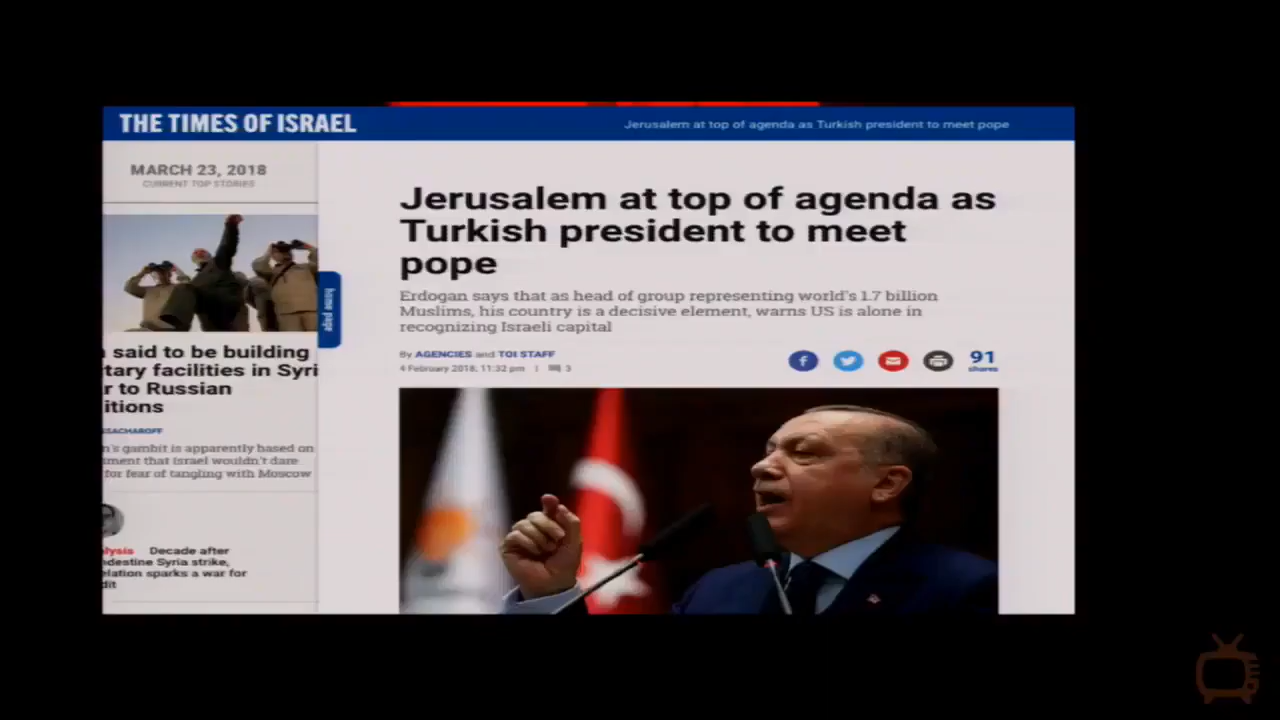 THE TIMES OF ISRAEL
Jerusalem at top of agenda as Turkish president to meet pope
MARCH 23, 2018
CURRENT TOP STORIES
said to be building
tary facilities in Syri
r to Russian
itions
SSACHAROFF
n's gambit is apparently based on
ment that Israel wouldn't dare
for fear of tangling with Moscow
lysis Decade after
destine Syria strike,
elation sparks a war for
dit
home page
Jerusalem at top of agenda as
Turkish president to meet
pope
Erdogan says that as head of group representing world's 1.7 billion
Muslims, his country is a decisive element, warns US is alone in
recognizing Israeli capital
By AGENCIES and TOI STAFF
4 February 2018, 11:32 pm | 3
91
shares